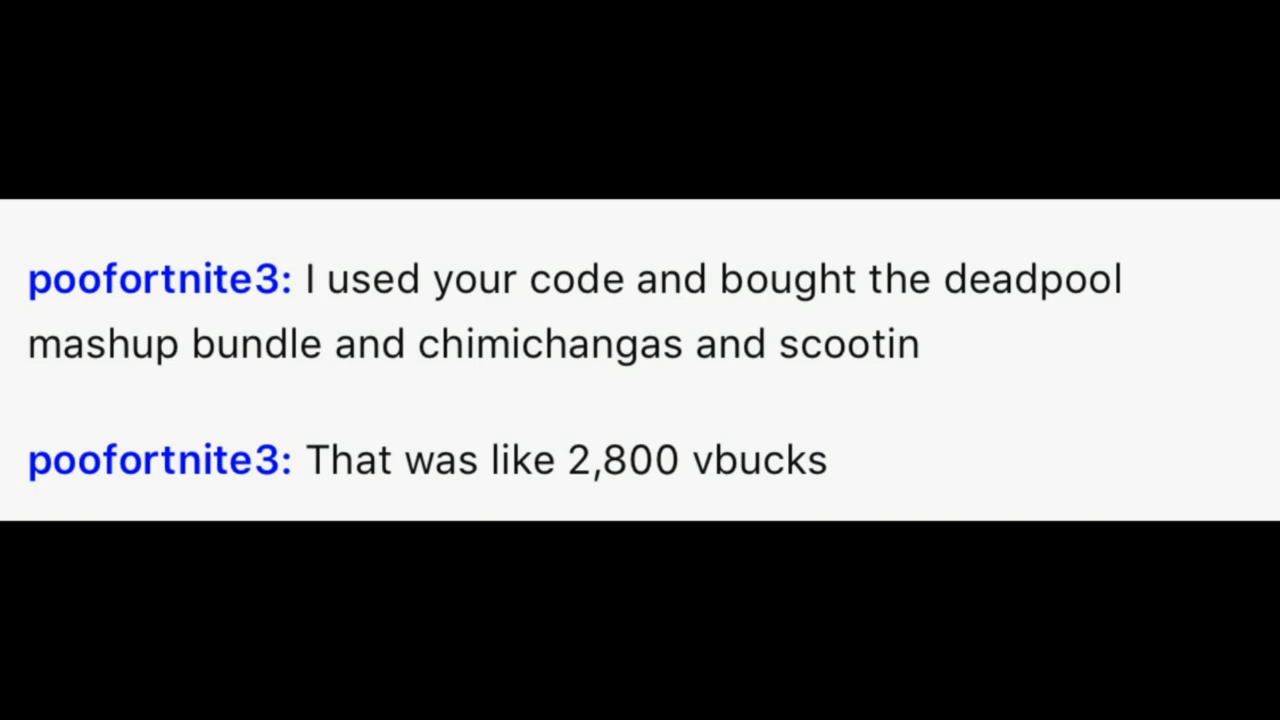 poofortnite3: I used your code and bought the deadpool
mashup bundle and chimichangas and scootin
poofortnite3: That was like 2,800 vbucks